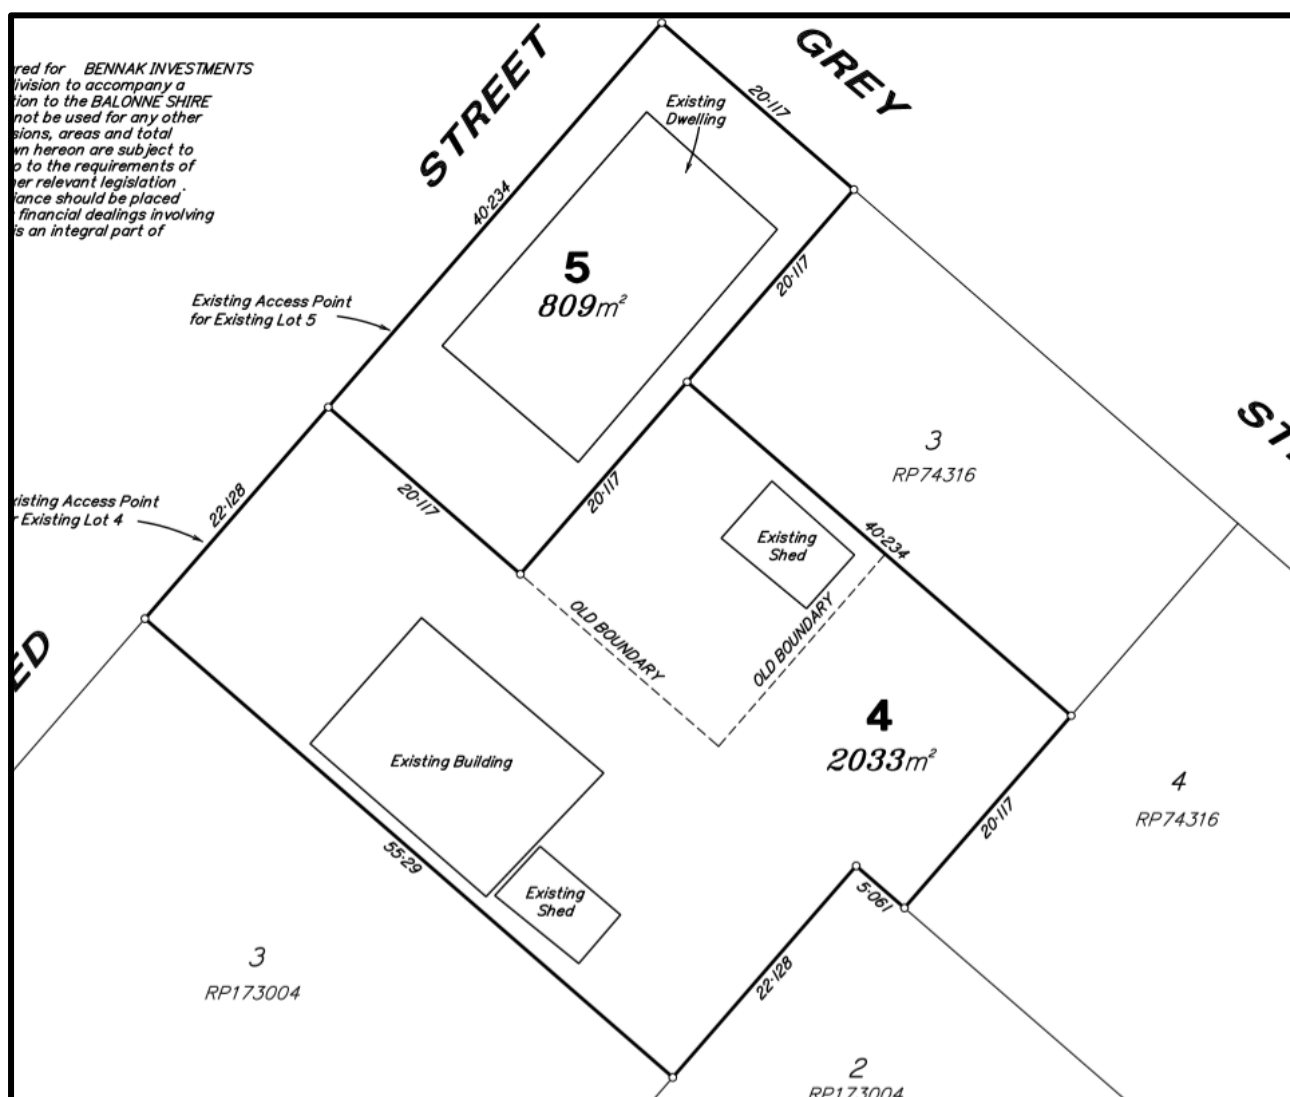 ared for BENNAK INVESTMENTS
division to accompany a
tion to the BALONNE SHIRE
not be used for any other
sions, areas and total
wn hereon are subject to
o to the requirements of
her relevant legislation .
iance should be placed
financial dealings involving
is an integral part of
STREET
GREY
ST
ED
20·117
Existing
Dwelling
40·234
5
809m²
20·117
Existing Access Point
for Existing Lot 5
3
RP74316
xisting Access Point
r Existing Lot 4
22·128
20·117
20·117
Existing
Shed
40·234
OLD BOUNDARY
OLD BOUNDARY
4
2033m²
Existing Building
4
RP74316
20·117
55·29
Existing
Shed
5·061
3
RP173004
22·128
2
RP173004